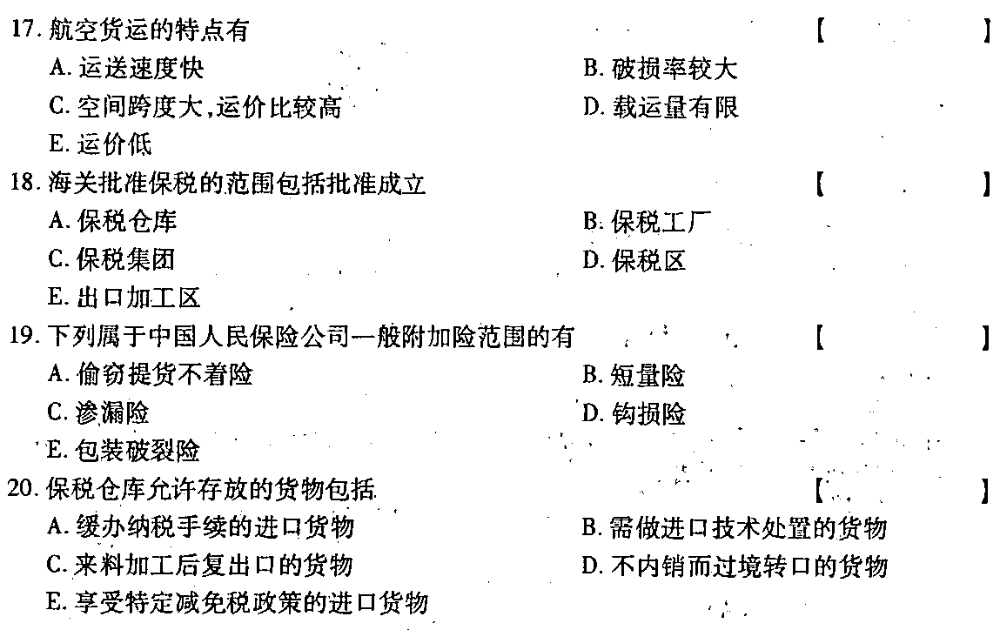 17. 航空货运的特点有 【 】
A. 运送速度快 B. 破损率较大
C. 空间跨度大,运价比较高 D. 载运量有限
E. 运价低
18. 海关批准保税的范围包括批准成立 【 】
A. 保税仓库 B. 保税工厂
C. 保税集团 D. 保税区
E. 出口加工区
19. 下列属于中国人民保险公司一般附加险范围的有 【 】
A. 偷窃提货不着险 B. 短量险
C. 渗漏险 D. 钩损险
E. 包装破裂险
20. 保税仓库允许存放的货物包括 【 】
A. 缓办纳税手续的进口货物 B. 需做进口技术处置的货物
C. 来料加工后复出口的货物 D. 不内销而过境转口的货物
E. 享受特定减免税政策的进口货物